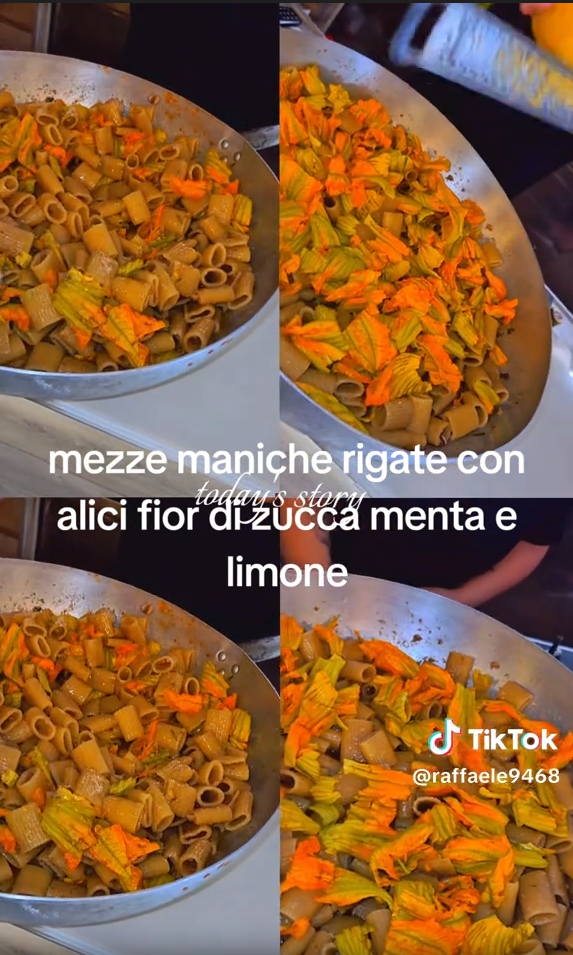 mezze maniche rigate con
today's story
alici fior di zucca menta e
limone
TikTok
@raffaele9468